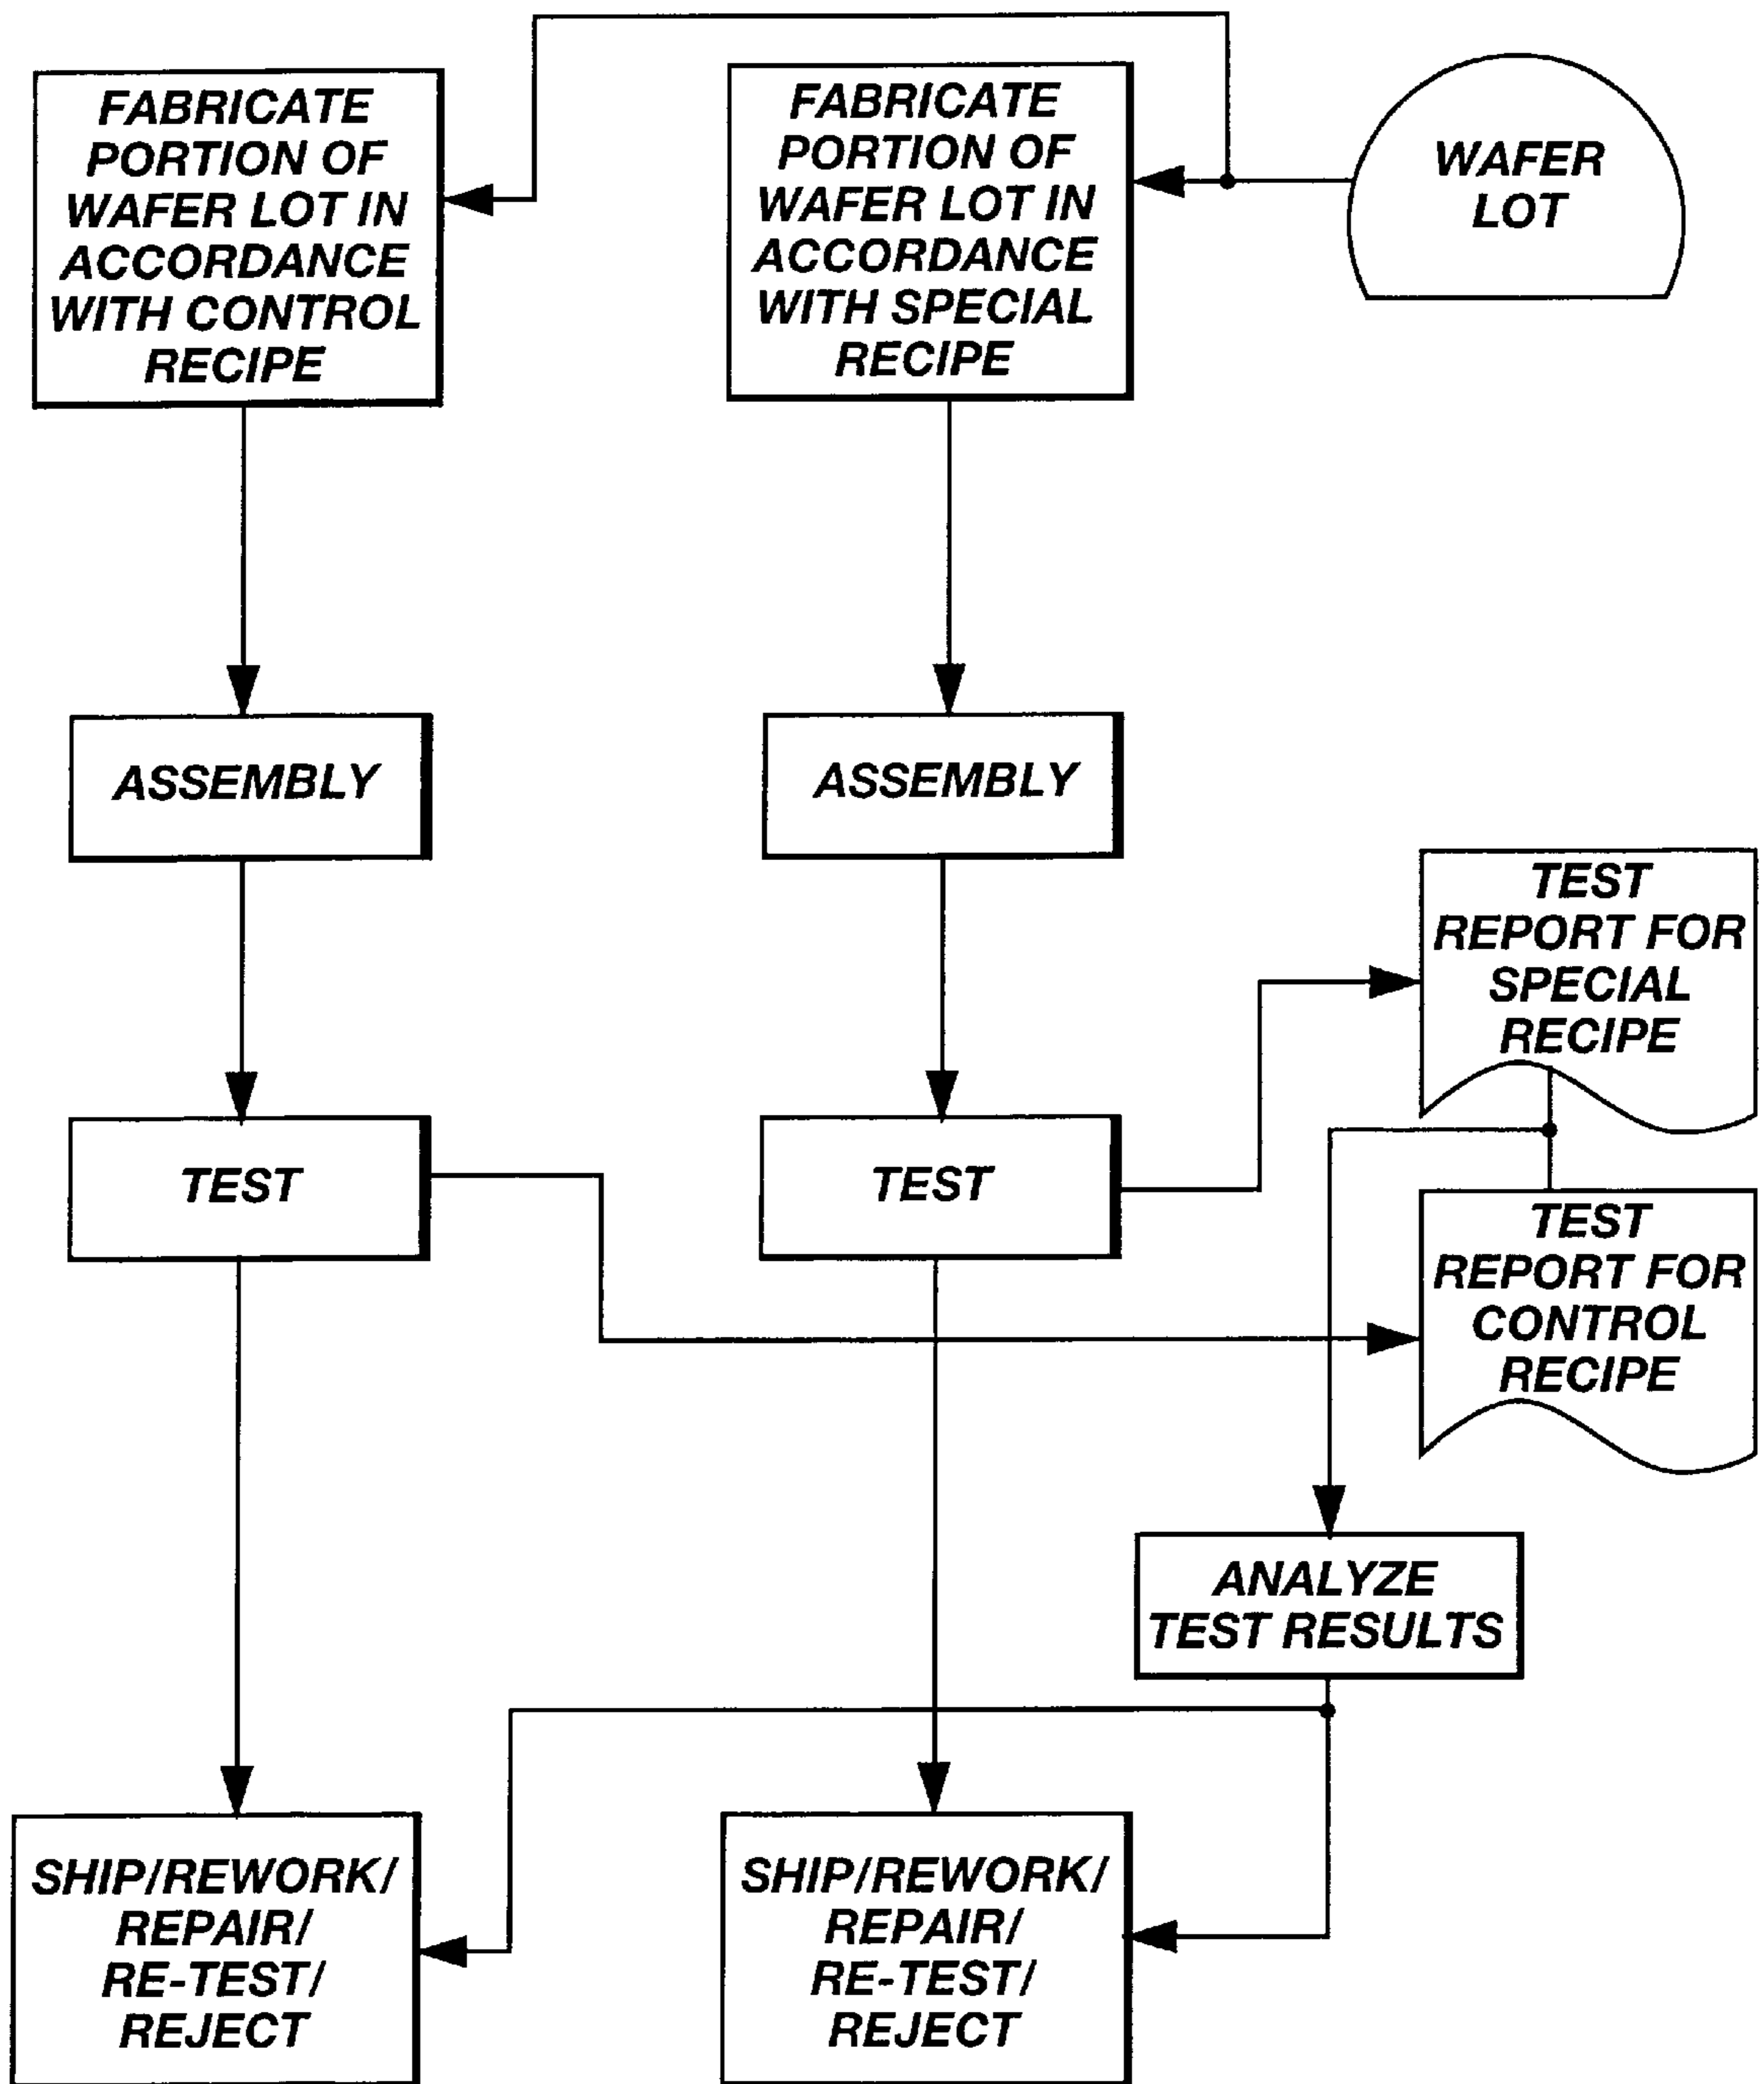 FABRICATE
PORTION OF
WAFER LOT IN
ACCORDANCE
WITH CONTROL
RECIPE
FABRICATE
PORTION OF
WAFER LOT IN
ACCORDANCE
WITH SPECIAL
RECIPE
WAFER
LOT
ASSEMBLY
ASSEMBLY
TEST
REPORT FOR
SPECIAL
RECIPE
TEST
TEST
TEST
REPORT FOR
CONTROL
RECIPE
ANALYZE
TEST RESULTS
SHIP/REWORK/
REPAIR/
RE-TEST/
REJECT
SHIP/REWORK/
REPAIR/
RE-TEST/
REJECT